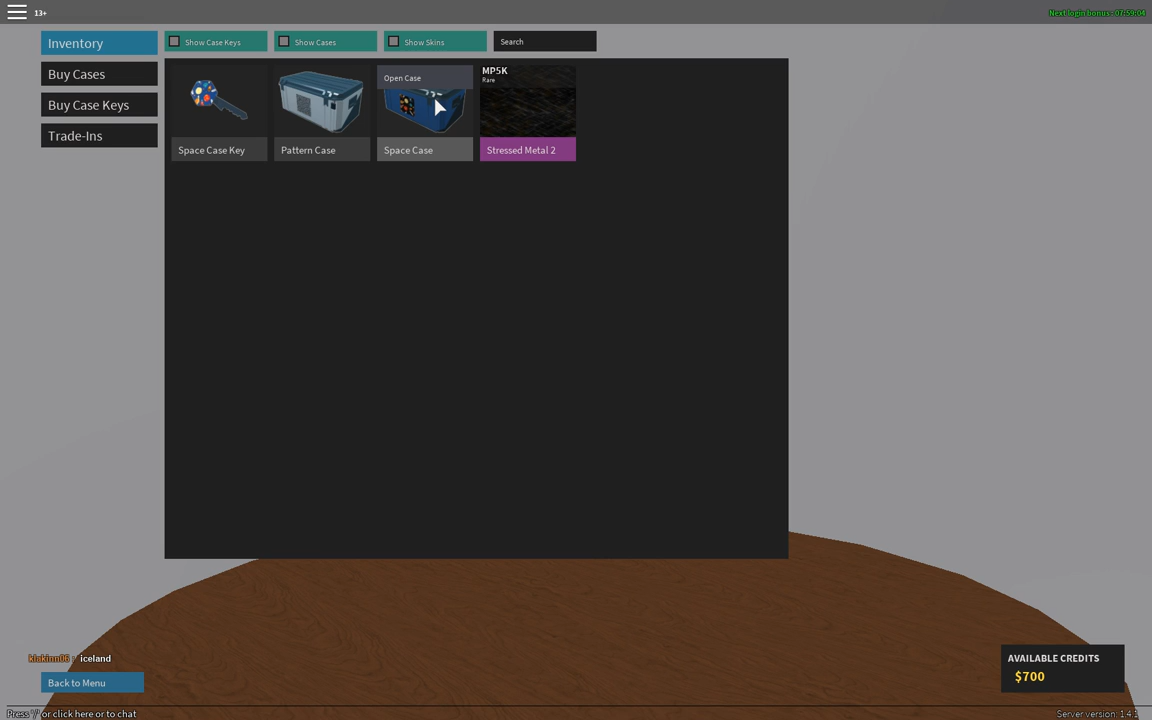 13+
Next login bonus: 07:59:04
Inventory
Show Case Keys
Show Cases
Show Skins
Search
Buy Cases
Buy Case Keys
Trade-Ins
Open Case
MP5K
Rare
Space Case Key
Pattern Case
Space Case
Stressed Metal 2
: iceland
Back to Menu
AVAILABLE CREDITS
$700
Press '/' or click here or to chat
Server version: 1.4.1